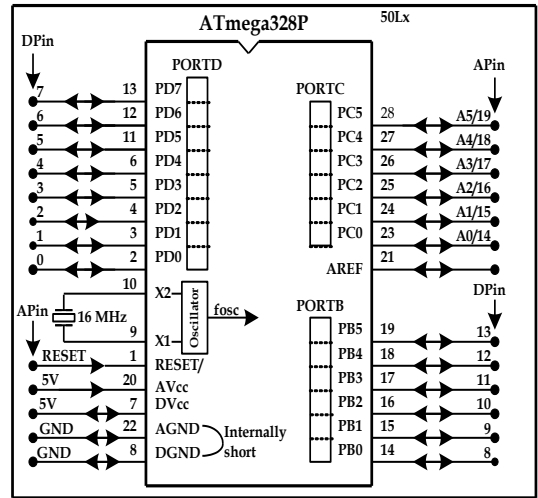 ATmega328P
50Lx
DPin
PORTD
7 13 PD7
6 12 PD6
5 11 PD5
4 6 PD4
3 5 PD3
2 4 PD2
1 3 PD1
0 2 PD0
10 X2
16 MHz
9 X1
Oscillator
fosc
APin
RESET 1 RESET/
5V 20 AVcc
5V 7 DVcc
GND 22 AGND
GND 8 DGND
Internally
short
PORTC
APin
PC5 28 A5/19
PC4 27 A4/18
PC3 26 A3/17
PC2 25 A2/16
PC1 24 A1/15
PC0 23 A0/14
AREF 21
PORTB
DPin
PB5 19 13
PB4 18 12
PB3 17 11
PB2 16 10
PB1 15 9
PB0 14 8